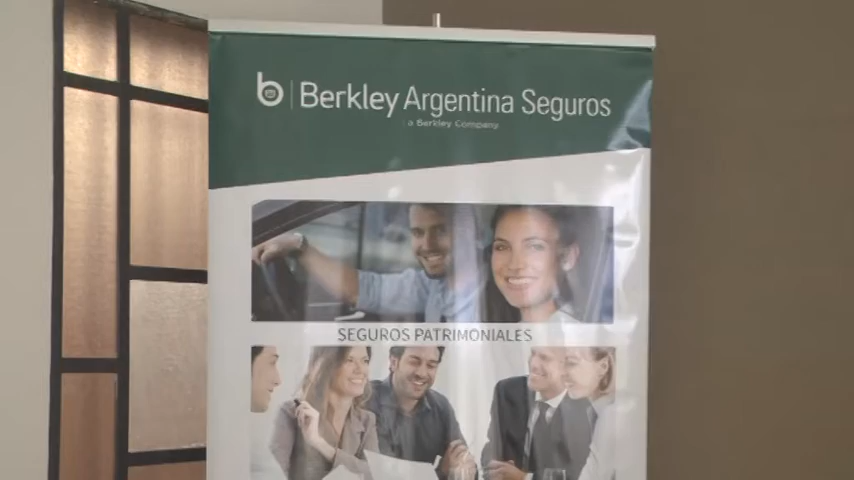 b Berkley Argentina Seguros
a Berkley Company
SEGUROS PATRIMONIALES